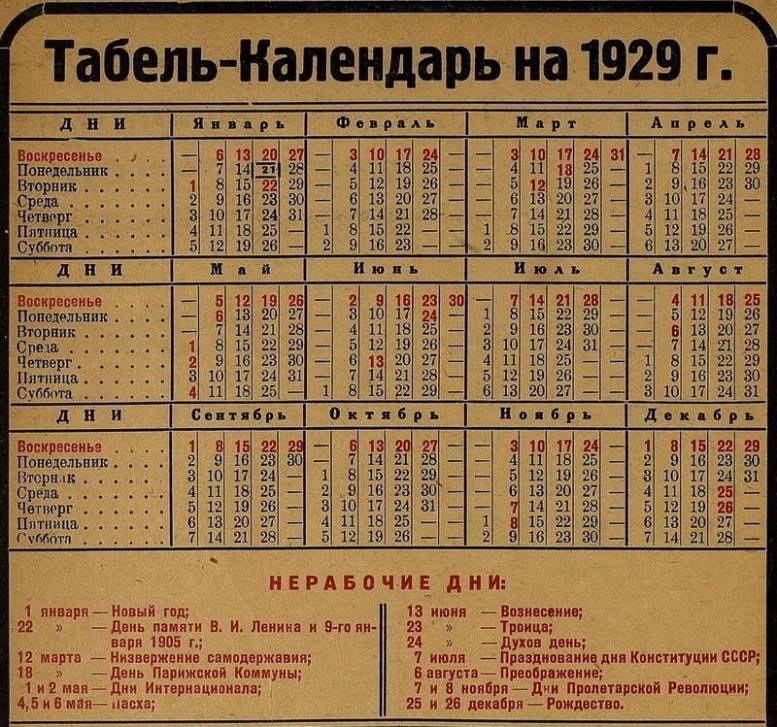 Табель-Календарь на 1929 г.
ДНИ Январь Февраль Март Апрель
Воскресенье . . . . — 6 13 20 27 — 3 10 17 24 — 3 10 17 24 31 — 7 14 21 28
Понедельник . . . . — 7 14 21 28 — 4 11 18 25 — 4 11 18 25 — 1 8 15 22 29
Вторник . . . . . . 1 8 15 22 29 — 5 12 19 26 — 5 12 19 26 — 2 9 16 23 30
Среда . . . . . . 2 9 16 23 30 — 6 13 20 27 — 6 13 20 27 — 3 10 17 24 —
Четверг . . . . . . 3 10 17 24 31 — 7 14 21 28 — 7 14 21 28 — 4 11 18 25 —
Пятница . . . . . . 4 11 18 25 — 1 8 15 22 — 1 8 15 22 29 — 5 12 19 26 —
Суббота . . . . . . 5 12 19 26 — 2 9 16 23 — 2 9 16 23 30 — 6 13 20 27 —
ДНИ Май Июнь Июль Август
Воскресенье . . . . — 5 12 19 26 — 2 9 16 23 30 — 7 14 21 28 — 4 11 18 25
Понедельник . . . . — 6 13 20 27 — 3 10 17 24 — 1 8 15 22 29 — 5 12 19 26
Вторник . . . . . . — 7 14 21 28 — 4 11 18 25 — 2 9 16 23 30 — 6 13 20 27
Среда . . . . . . 1 8 15 22 29 — 5 12 19 26 — 3 10 17 24 31 — 7 14 21 28
Четверг . . . . . . 2 9 16 23 30 — 6 13 20 27 — 4 11 18 25 — 1 8 15 22 29
Пятница . . . . . . 3 10 17 24 31 — 7 14 21 28 — 5 12 19 26 — 2 9 16 23 30
Суббота . . . . . . 4 11 18 25 — 1 8 15 22 29 — 6 13 20 27 — 3 10 17 24 31
ДНИ Сентябрь Октябрь Ноябрь Декабрь
Воскресенье . . . . 1 8 15 22 29 — 6 13 20 27 — 3 10 17 24 1 8 15 22 29
Понедельник . . . . 2 9 16 23 30 — 7 14 21 28 — 4 11 18 25 2 9 16 23 30
Вторник . . . . . . 3 10 17 24 — 1 8 15 22 29 — 5 12 19 26 3 10 17 24 31
Среда . . . . . . 4 11 18 25 — 2 9 16 23 30 — 6 13 20 27 4 11 18 25 —
Четверг . . . . . . 5 12 19 26 — 3 10 17 24 31 — 7 14 21 28 5 12 19 26 —
Пятница . . . . . . 6 13 20 27 — 4 11 18 25 — 1 8 15 22 29 6 13 20 27 —
Суббота . . . . . . 7 14 21 28 — 5 12 19 26 — 2 9 16 23 30 7 14 21 28 —
НЕРАБОЧИЕ ДНИ:
1 января — Новый год;
22 » — День памяти В. И. Ленина и 9-го ян-
варя 1905 г.;
12 марта — Низвержение самодержавия;
18 » — День Парижской Коммуны;
1 и 2 мая — Дни Интернационала;
4, 5 и 6 мая — Пасха;
13 июня — Вознесение;
23 » — Троица;
24 » — Духов день;
7 июля — Празднование дня Конституции СССР;
6 августа — Преображение;
7 и 8 ноября — Дни Пролетарской Революции;
25 и 26 декабря — Рождество.